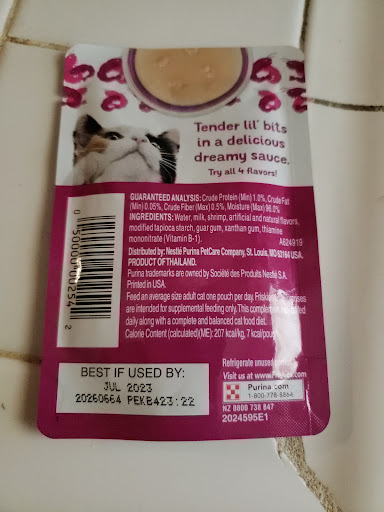 Tender lil' bits
in a delicious
dreamy sauce.
Try all 4 flavors!
GUARANTEED ANALYSIS: Crude Protein (Min) 1.0%, Crude Fat
(Min) 0.05%, Crude Fiber (Max) 0.5%, Moisture (Max) 96.0%
INGREDIENTS: Water, milk, shrimp, artificial and natural flavors,
modified tapioca starch, guar gum, xanthan gum, thiamine
mononitrate (Vitamin B-1).
A824919
Distributed by: Nestlé Purina PetCare Company, St. Louis, MO 63164 USA.
PRODUCT OF THAILAND.
Purina trademarks are owned by Société des Produits Nestlé S.A.
Printed in USA.
Feed an average size adult cat one pouch per day.
are intended for supplemental feeding only. This
daily along with a complete and balanced cat food diet.
Calorie Content (calculated)(ME): 207 kcal/kg, 7 kcal/pou
Refrigerate unused
Visit us at
BEST IF USED BY:
JUL 2023
20260664 PEKB423:22
Purina.com
1-800-778-8864
NZ 0800 738 847
2024595E1